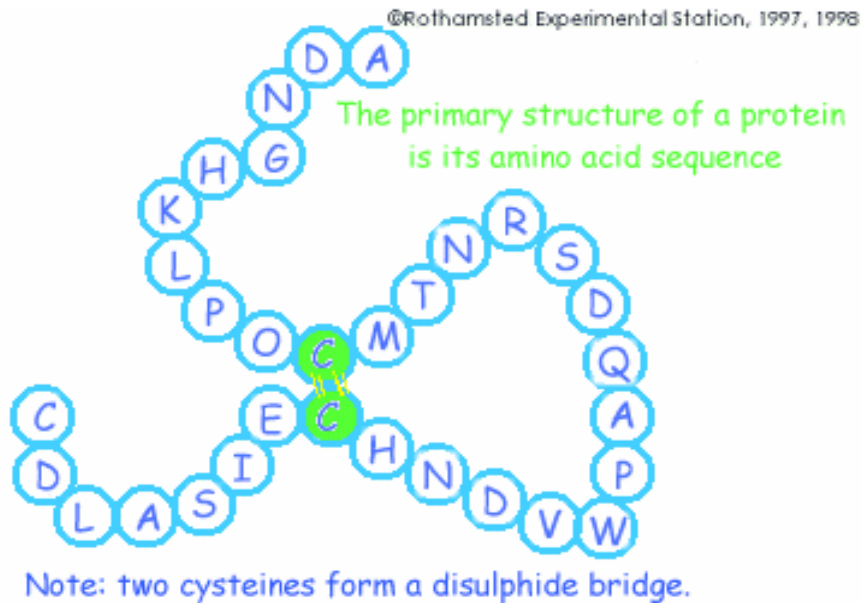 ©Rothamsted Experimental Station, 1997, 1998
The primary structure of a protein
is its amino acid sequence
A
D
N
G
H
K
L
P
O
C
M
T
N
R
S
D
Q
A
P
W
V
D
N
H
C
E
I
S
A
L
D
C
Note: two cysteines form a disulphide bridge.